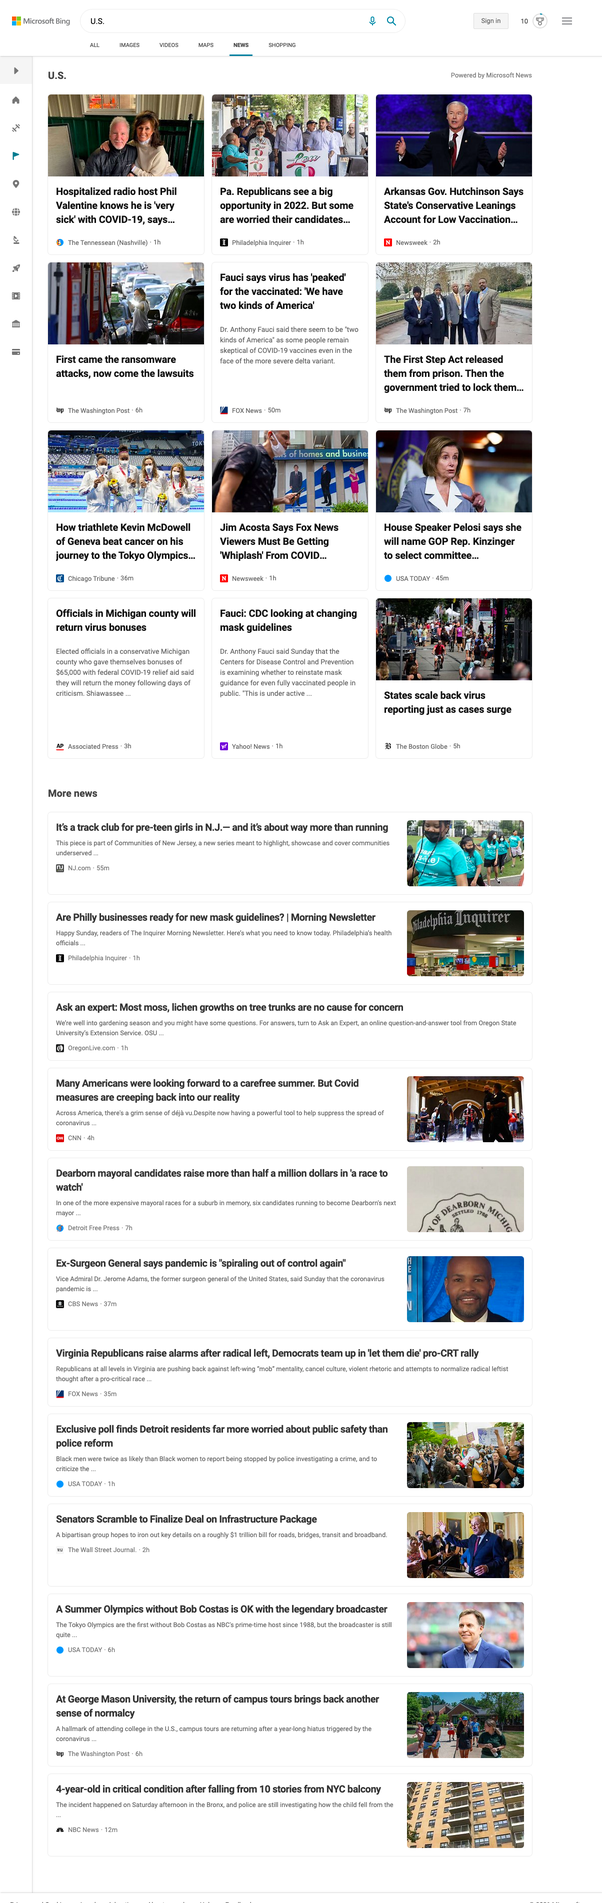 Microsoft Bing
U.S.
Sign in
10
ALL
IMAGES
VIDEOS
MAPS
NEWS
SHOPPING
U.S.
Powered by Microsoft News
Hospitalized radio host Phil
Valentine knows he is 'very
sick' with COVID-19, says...
The Tennessean (Nashville) · 1h
Pa. Republicans see a big
opportunity in 2022. But some
are worried their candidates...
Philadelphia Inquirer · 1h
Arkansas Gov. Hutchinson Says
State's Conservative Leanings
Account for Low Vaccination...
Newsweek · 2h
First came the ransomware
attacks, now come the lawsuits
The Washington Post · 6h
Fauci says virus has 'peaked'
for the vaccinated: 'We have
two kinds of America'
Dr. Anthony Fauci said there seem to be "two
kinds of America" as some people remain
skeptical of COVID-19 vaccines even in the
face of the more severe delta variant.
FOX News · 50m
The First Step Act released
them from prison. Then the
government tried to lock them...
The Washington Post · 7h
How triathlete Kevin McDowell
of Geneva beat cancer on his
journey to the Tokyo Olympics...
Chicago Tribune · 36m
s of homes and busines
Jim Acosta Says Fox News
Viewers Must Be Getting
'Whiplash' From COVID...
Newsweek · 1h
House Speaker Pelosi says she
will name GOP Rep. Kinzinger
to select committee...
USA TODAY · 45m
Officials in Michigan county will
return virus bonuses
Elected officials in a conservative Michigan
county who gave themselves bonuses of
$65,000 with federal COVID-19 relief aid said
they will return the money following days of
criticism. Shiawassee ...
Associated Press · 3h
Fauci: CDC looking at changing
mask guidelines
Dr. Anthony Fauci said Sunday that the
Centers for Disease Control and Prevention
is examining whether to reinstate mask
guidance for even fully vaccinated people in
public. "This is under active ...
Yahoo! News · 1h
States scale back virus
reporting just as cases surge
The Boston Globe · 5h
More news
It's a track club for pre-teen girls in N.J.— and it's about way more than running
This piece is part of Communities of New Jersey, a new series meant to highlight, showcase and cover communities
underserved ...
NJ.com · 55m
Are Philly businesses ready for new mask guidelines? | Morning Newsletter
Happy Sunday, readers of The Inquirer Morning Newsletter. Here's what you need to know today. Philadelphia's health
officials ...
Philadelphia Inquirer · 1h
adelphia Inquirer
Ask an expert: Most moss, lichen growths on tree trunks are no cause for concern
We're well into gardening season and you might have some questions. For answers, turn to Ask an Expert, an online question-and-answer tool from Oregon State
University's Extension Service. OSU ...
OregonLive.com · 1h
Many Americans were looking forward to a carefree summer. But Covid
measures are creeping back into our reality
Across America, there's a grim sense of déjà vu.Despite now having a powerful tool to help suppress the spread of
coronavirus ...
CNN · 4h
Dearborn mayoral candidates raise more than half a million dollars in 'a race to
watch'
In one of the more expensive mayoral races for a suburb in memory, six candidates running to become Dearborn's next
mayor ...
Detroit Free Press · 7h
OF DEARBORN MICHIG
SETTLED 1786
Ex-Surgeon General says pandemic is "spiraling out of control again"
Vice Admiral Dr. Jerome Adams, the former surgeon general of the United States, said Sunday that the coronavirus
pandemic is ...
CBS News · 37m
Virginia Republicans raise alarms after radical left, Democrats team up in 'let them die' pro-CRT rally
Republicans at all levels in Virginia are pushing back against left-wing "mob" mentality, cancel culture, violent rhetoric and attempts to normalize radical leftist
thought after a pro-critical race ...
FOX News · 35m
Exclusive poll finds Detroit residents far more worried about public safety than
police reform
Black men were twice as likely than Black women to report being stopped by police investigating a crime, and to
criticize the ...
USA TODAY · 1h
Senators Scramble to Finalize Deal on Infrastructure Package
A bipartisan group hopes to iron out key details on a roughly $1 trillion bill for roads, bridges, transit and broadband.
The Wall Street Journal. · 2h
A Summer Olympics without Bob Costas is OK with the legendary broadcaster
The Tokyo Olympics are the first without Bob Costas as NBC's prime-time host since 1988, but the broadcaster is still
quite ...
USA TODAY · 6h
At George Mason University, the return of campus tours brings back another
sense of normalcy
A hallmark of attending college in the U.S., campus tours are returning after a year-long hiatus triggered by the
coronavirus ...
The Washington Post · 6h
4-year-old in critical condition after falling from 10 stories from NYC balcony
The incident happened on Saturday afternoon in the Bronx, and police are still investigating how the child fell from the
...
NBC News · 12m